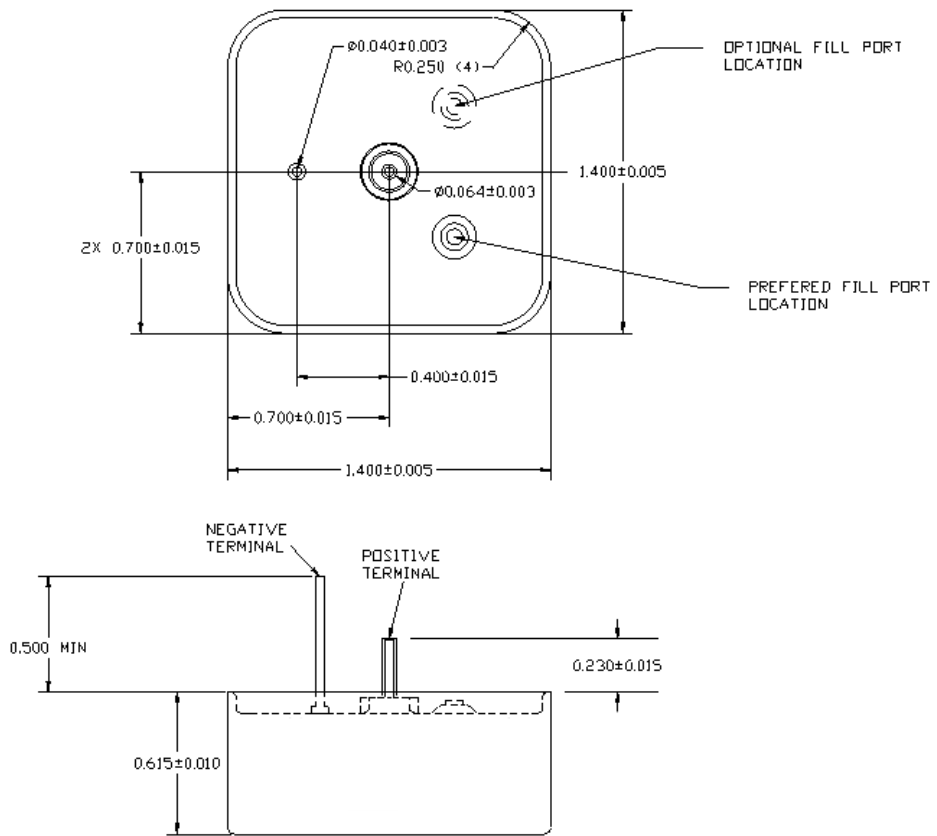 ø0.040±0.003
R0.250 (4)
OPTIONAL FILL PORT
LOCATION
1.400±0.005
ø0.064±0.003
2X 0.700±0.015
PREFERED FILL PORT
LOCATION
0.400±0.015
0.700±0.015
1.400±0.005
NEGATIVE
TERMINAL
POSITIVE
TERMINAL
0.500 MIN
0.230±0.015
0.615±0.010